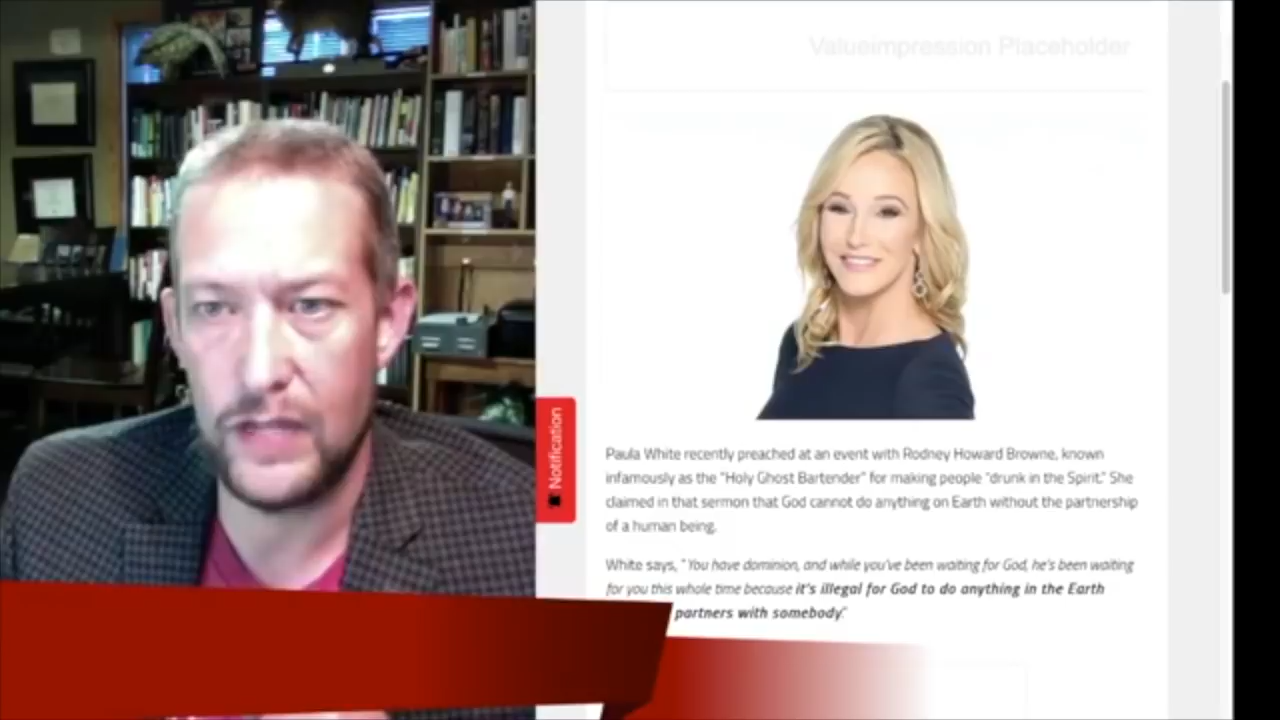 Valueimpression Placeholder
Notification
Paula White recently preached at an event with Rodney Howard Browne, known
infamously as the "Holy Ghost Bartender" for making people "drunk in the Spirit." She
claimed in that sermon that God cannot do anything on Earth without the partnership
of a human being.
White says, "You have dominion, and while you've been waiting for God, he's been waiting
for you this whole time because it's illegal for God to do anything in the Earth
partners with somebody."